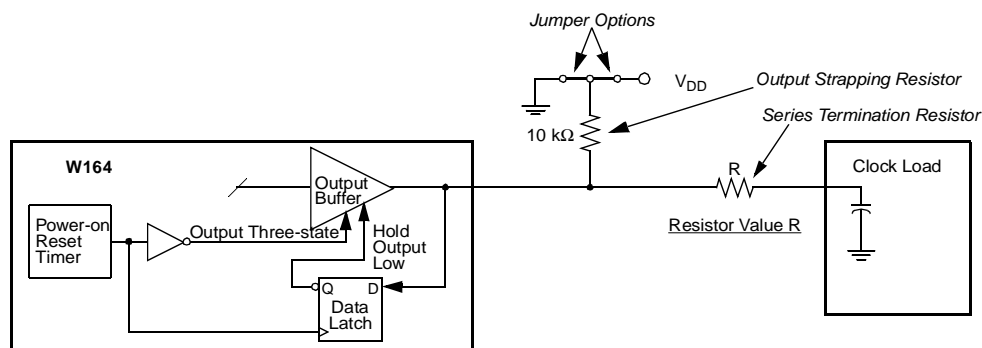 Jumper Options
V_DD
Output Strapping Resistor
10 kΩ
Series Termination Resistor
W164
Clock Load
R
Output
Buffer
Power-on
Reset
Timer
Output Three-state
Hold
Output
Low
Resistor Value R
Q D
Data
Latch